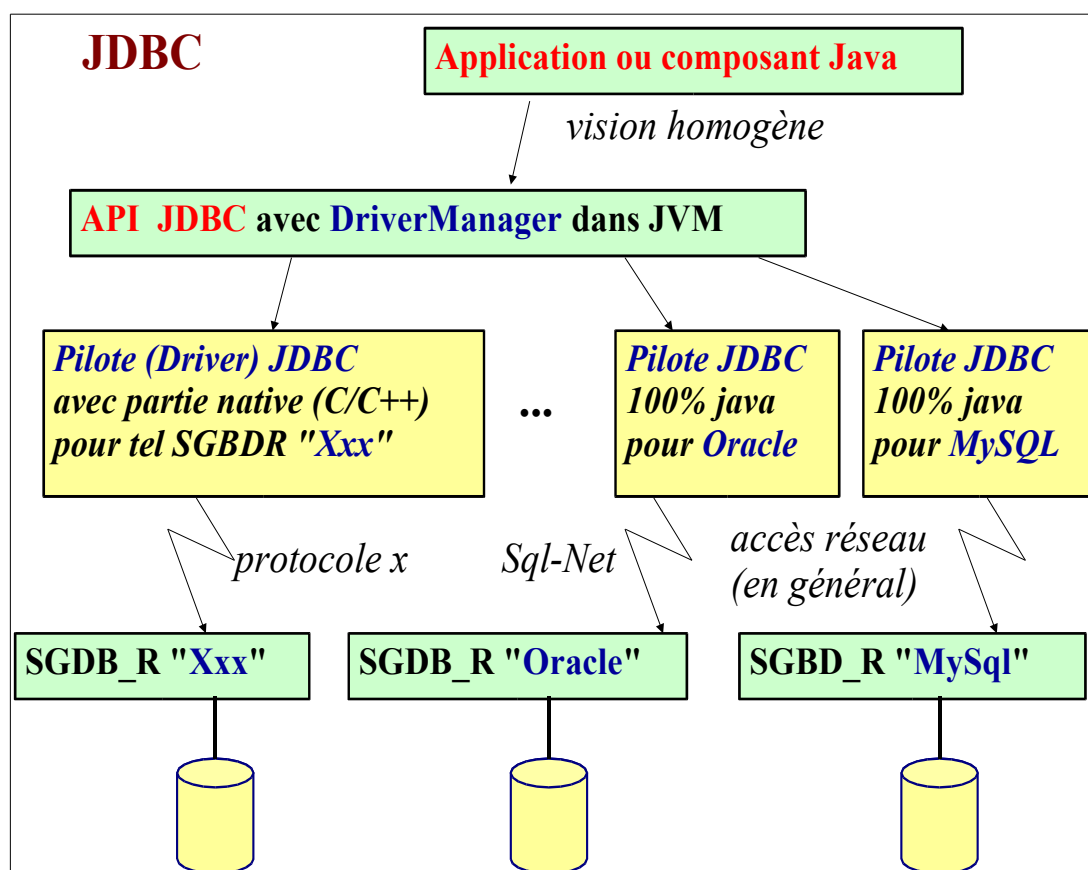 JDBC
Application ou composant Java
vision homogène
API JDBC avec DriverManager dans JVM
Pilote (Driver) JDBC
avec partie native (C/C++)
pour tel SGBDR "Xxx"
...
Pilote JDBC
100% java
pour Oracle
Pilote JDBC
100% java
pour MySQL
protocole x
Sql-Net
accès réseau
(en général)
SGDB_R "Xxx"
SGDB_R "Oracle"
SGBD_R "MySql"